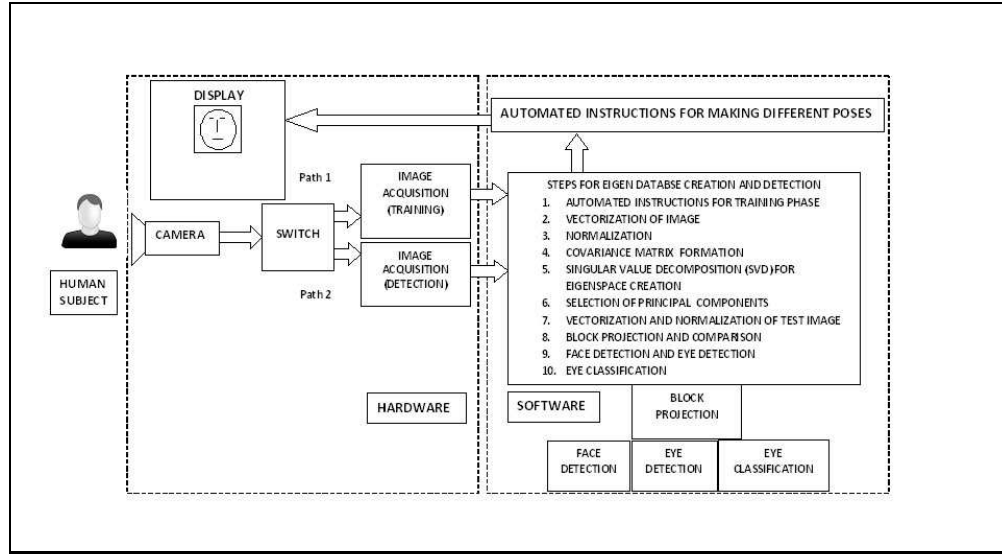 DISPLAY
AUTOMATED INSTRUCTIONS FOR MAKING DIFFERENT POSES
Path 1
IMAGE
ACQUISITION
(TRAINING)
STEPS FOR EIGEN DATABSE CREATION AND DETECTION
1. AUTOMATED INSTRUCTIONS FOR TRAINING PHASE
2. VECTORIZATION OF IMAGE
3. NORMALIZATION
4. COVARIANCE MATRIX FORMATION
5. SINGULAR VALUE DECOMPOSITION (SVD)FOR
EIGENSPACE CREATION
6. SELECTION OF PRINCIPAL COMPONENTS
7. VECTORIZATION AND NORMALIZATION OF TEST IMAGE
8. BLOCK PROJECTION AND COMPARISON
9. FACE DETECTION AND EYE DETECTION
10. EYE CLASSIFICATION
CAMERA
SWITCH
IMAGE
ACQUISITION
(DETECTION)
Path 2
HUMAN
SUBJECT
HARDWARE
SOFTWARE
BLOCK
PROJECTION
FACE
DETECTION
EYE
DETECTION
EYE
CLASSIFICATION